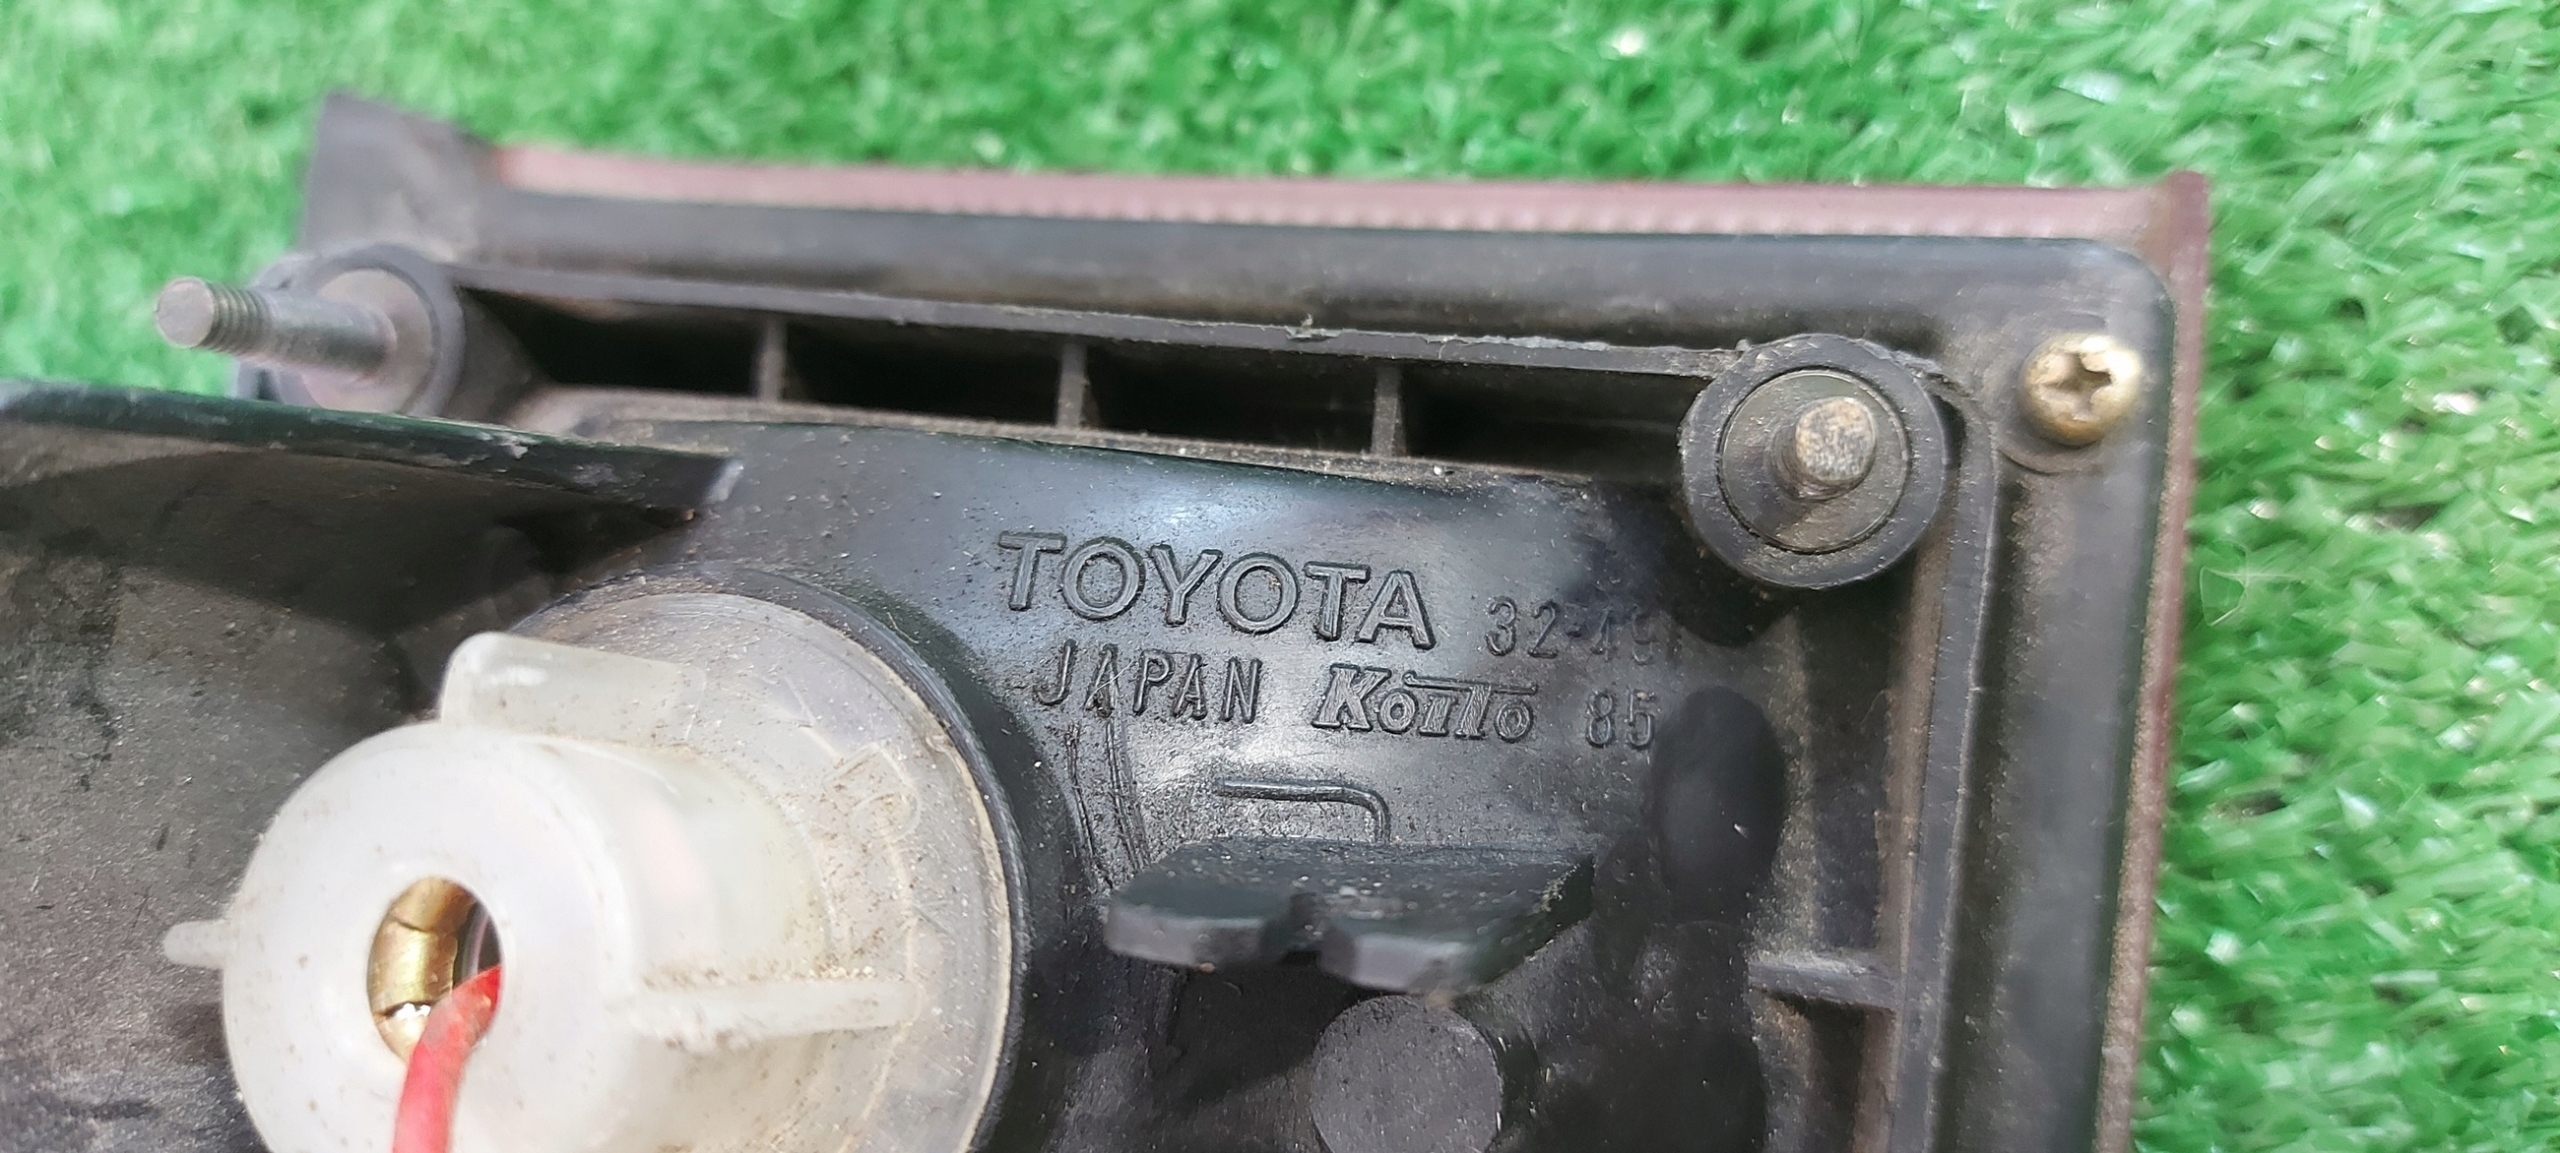 TOYOTA 32-49
JAPAN Koito 85